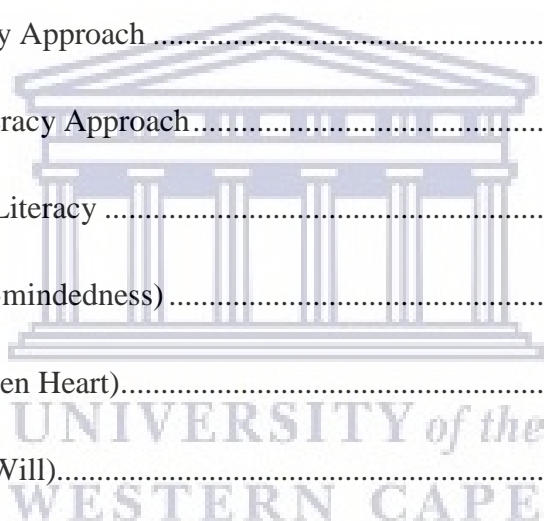 y Approach ................................................
racy Approach ............................................
Literacy .....................................................
mindedness) ..............................................
en Heart)....................................................
UNIVERSITY of the
Will)...........................................................
WESTERN CAPE